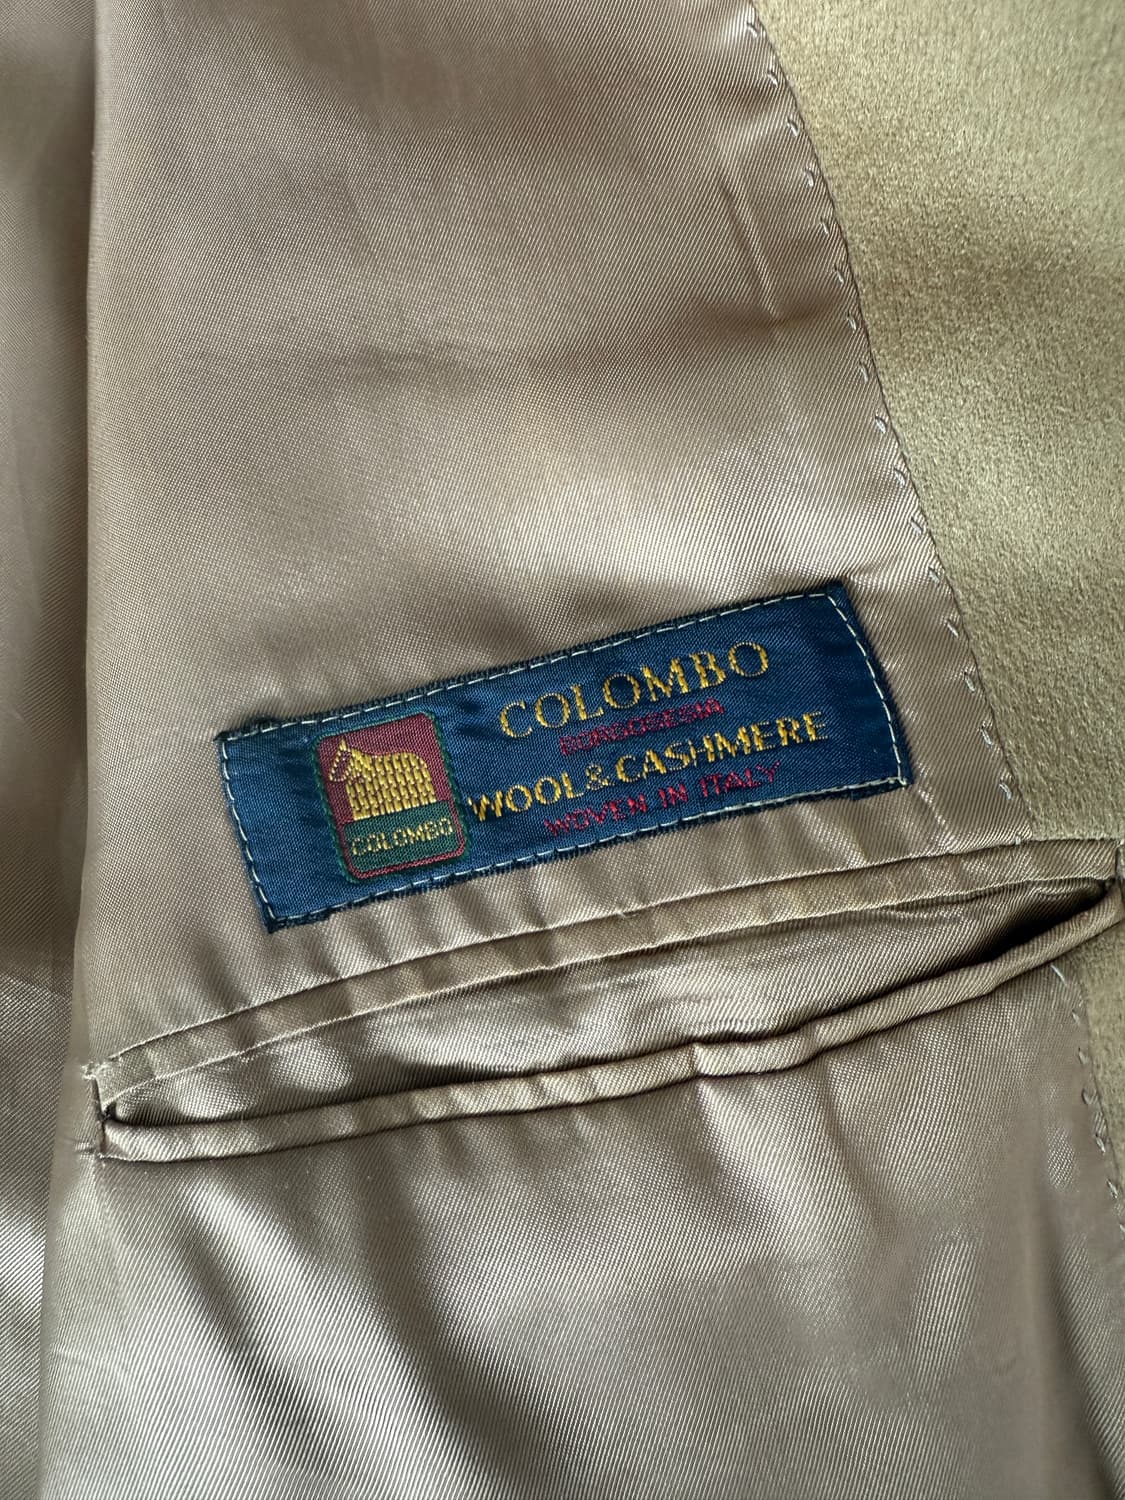 COLOMBO
BORGOSESIA
WOOL & CASHMERE
WOVEN IN ITALY
COLOMBO